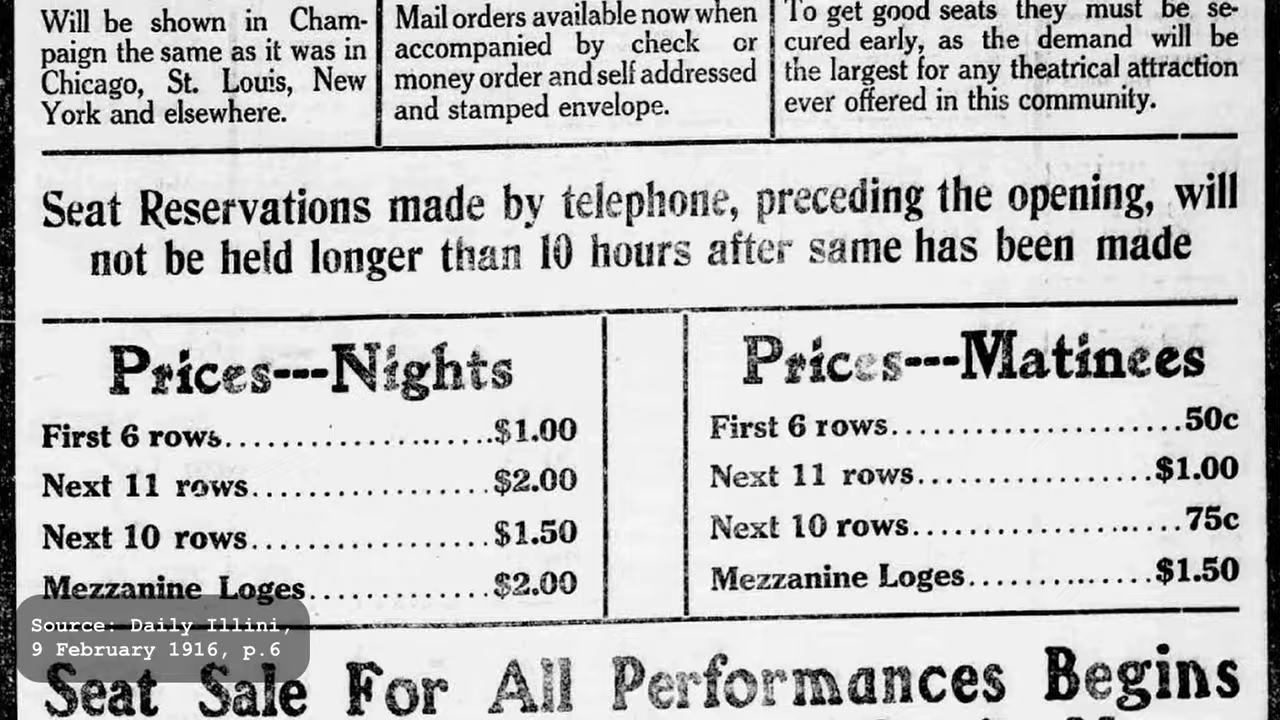 Will be shown in Cham-
paign the same as it was in
Chicago, St. Louis, New
York and elsewhere.
Mail orders available now when
accompanied by check or
money order and self addressed
and stamped envelope.
To get good seats they must be se-
cured early, as the demand will be
the largest for any theatrical attraction
ever offered in this community.
Seat Reservations made by telephone, preceding the opening, will
not be held longer than 10 hours after same has been made
Prices---Nights
First 6 rows......................$1.00
Next 11 rows....................$2.00
Next 10 rows....................$1.50
Mezzanine Loges...............$2.00
Prices---Matinees
First 6 rows........................50c
Next 11 rows....................$1.00
Next 10 rows......................75c
Mezzanine Loges...............$1.50
Source: Daily Illini,
9 February 1916, p.6
Seat Sale For All Performances Begins